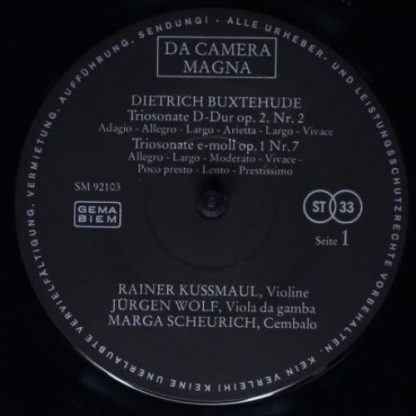 DA CAMERA
MAGNA
DIETRICH BUXTEHUDE
Triosonate D-Dur op. 2, Nr. 2
Adagio - Allegro - Largo - Arietta - Largo - Vivace
Triosonate e-moll op. 1 Nr. 7
Allegro - Largo - Moderato - Vivace -
Poco presto - Lento - Prestissimo
SM 92103
GEMA
BIEM
ST 33
Seite 1
RAINER KUSSMAUL, Violine
JÜRGEN WOLF, Viola da gamba
MARGA SCHEURICH, Cembalo
ALLE URHEBER- UND LEISTUNGSSCHUTZRECHTE VORBEHALTEN· KEIN VERLEIH! KEINE UNERLAUBTE VERVIELFÄLTIGUNG, VERMIETUNG, AUFFÜHRUNG, SENDUNG! -